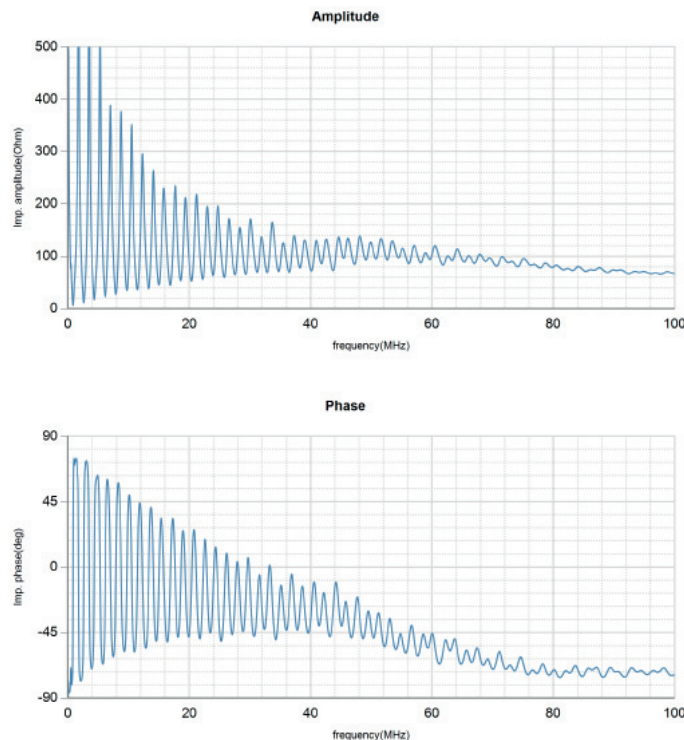 Amplitude
500
400
300
200
100
0
Imp. amplitude(Ohm)
0 20 40 60 80 100
frequency(MHz)
Phase
90
45
0
-45
-90
Imp. phase(deg)
0 20 40 60 80 100
frequency(MHz)